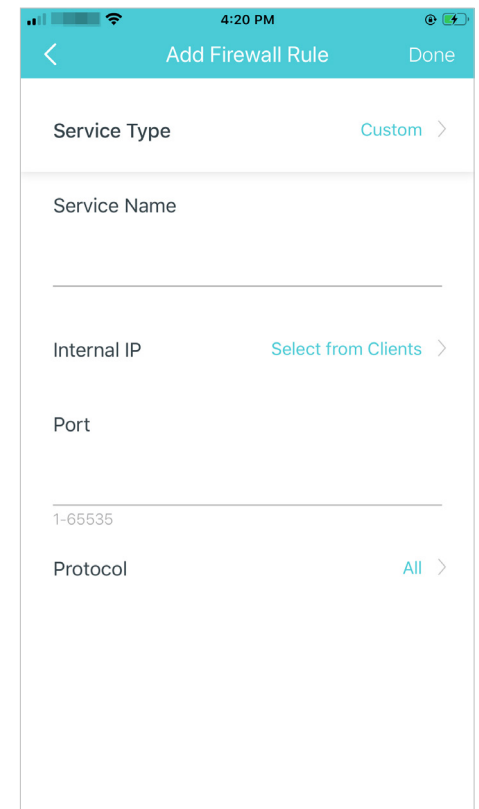 4:20 PM
Add Firewall Rule Done
Service Type Custom
Service Name
Internal IP Select from Clients
Port
1-65535
Protocol All